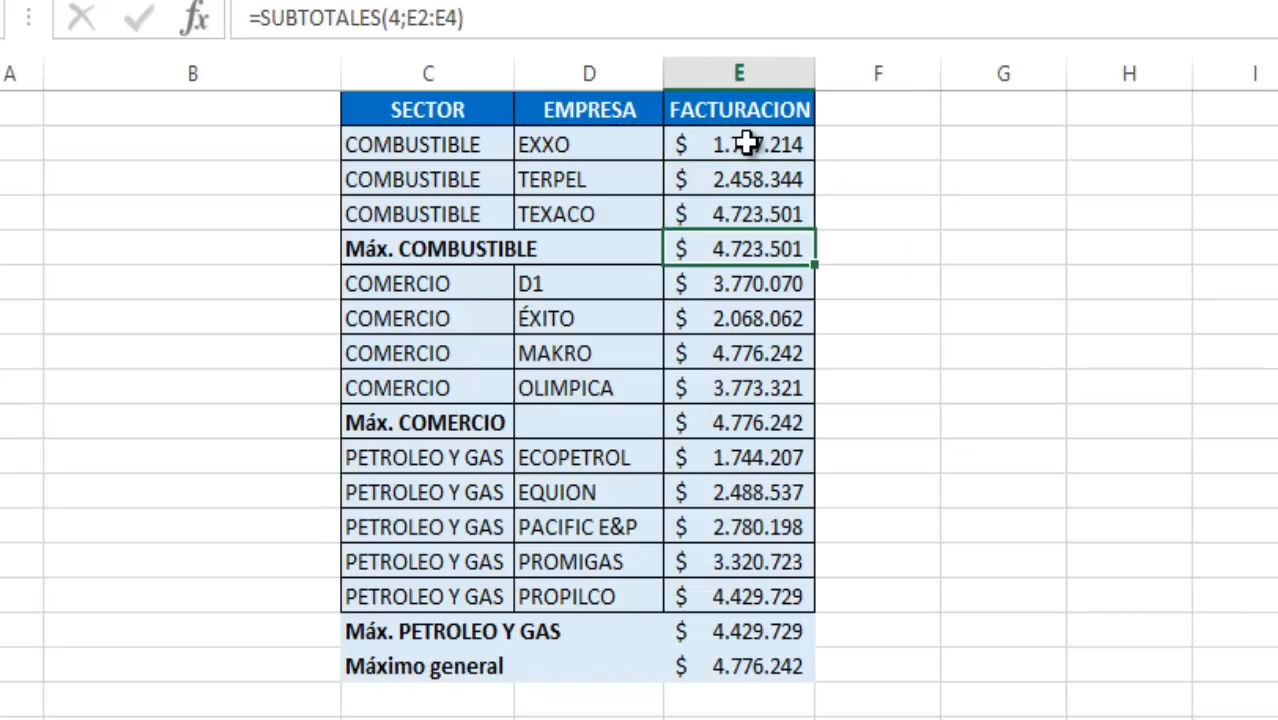 fx =SUBTOTALES(4;E2:E4)
A B C D E F G H I
SECTOR EMPRESA FACTURACION
COMBUSTIBLE EXXO $
COMBUSTIBLE TERPEL $ 2.458.344
COMBUSTIBLE TEXACO $ 4.723.501
Máx. COMBUSTIBLE $ 4.723.501
COMERCIO D1 $ 3.770.070
COMERCIO ÉXITO $ 2.068.062
COMERCIO MAKRO $ 4.776.242
COMERCIO OLIMPICA $ 3.773.321
Máx. COMERCIO $ 4.776.242
PETROLEO Y GAS ECOPETROL $ 1.744.207
PETROLEO Y GAS EQUION $ 2.488.537
PETROLEO Y GAS PACIFIC E&P $ 2.780.198
PETROLEO Y GAS PROMIGAS $ 3.320.723
PETROLEO Y GAS PROPILCO $ 4.429.729
Máx. PETROLEO Y GAS $ 4.429.729
Máximo general $ 4.776.242